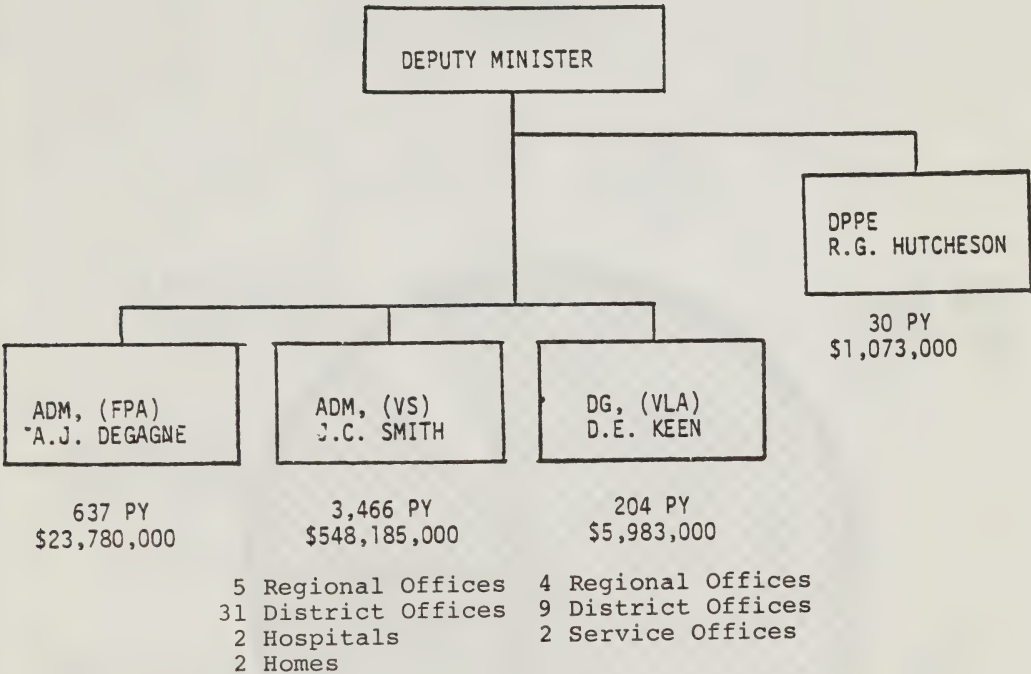 DEPUTY MINISTER
DPPE
R.G. HUTCHESON
30 PY
$1,073,000
ADM, (FPA)
A.J. DEGAGNE
637 PY
$23,780,000
ADM, (VS)
J.C. SMITH
3,466 PY
$548,185,000
5 Regional Offices
31 District Offices
2 Hospitals
2 Homes
DG, (VLA)
D.E. KEEN
204 PY
$5,983,000
4 Regional Offices
9 District Offices
2 Service Offices